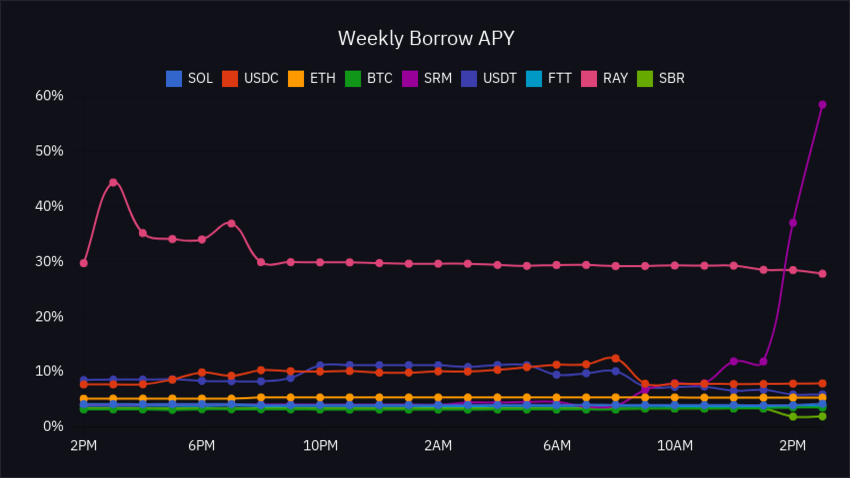 Weekly Borrow APY
SOL USDC ETH BTC SRM USDT FTT RAY SBR
60%
50%
40%
30%
20%
10%
0%
2PM 6PM 10PM 2AM 6AM 10AM 2PM